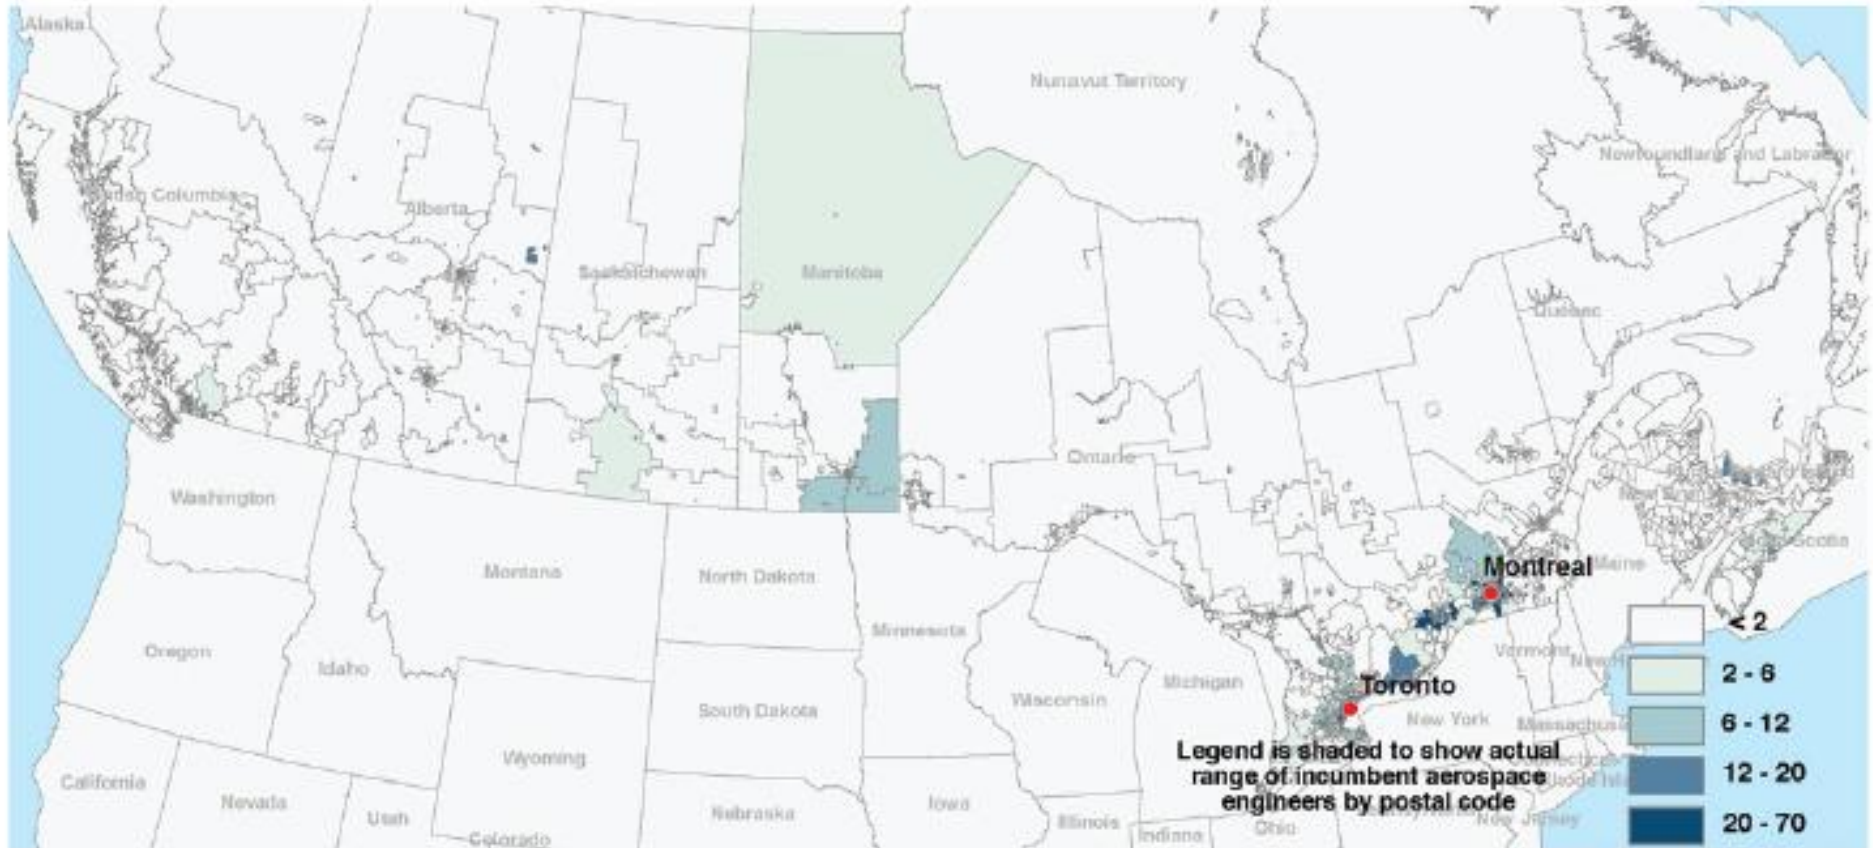 Alaska
Nunavut Territory
Newfoundland and Labrador
British Columbia
Alberta
Saskatchewan
Manitoba
Quebec
Ontario
Washington
Montana
North Dakota
Minnesota
Montreal
Maine
Nova Scotia
< 2
Oregon
Idaho
Vermont
2 - 6
Michigan
Toronto
Wisconsin
South Dakota
New York
6 - 12
Legend is shaded to show actual
range of incumbent aerospace
engineers by postal code
Wyoming
12 - 20
California
Nevada
Utah
Nebraska
Iowa
Illinois
Indiana
Ohio
New Jersey
20 - 70
Colorado